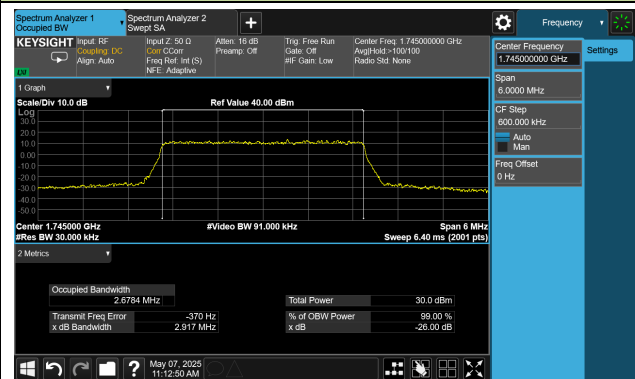 Spectrum Analyzer 1
Occupied BW
Spectrum Analyzer 2
Swept SA
Frequency
KEYSIGHT
Input: RF
Coupling: DC
Align: Auto
Input Z: 50 Ω
Corr CCorr
Freq Ref: Int (S)
NFE: Adaptive
Atten: 16 dB
Preamp: Off
Trig: Free Run
Gate: Off
#IF Gain: Low
Center Freq: 1.745000000 GHz
Avg|Hold:>100/100
Radio Std: None
Center Frequency
1.745000000 GHz
Settings
Span
6.0000 MHz
CF Step
600.000 kHz
Auto
Man
Freq Offset
0 Hz
1 Graph
Scale/Div 10.0 dB
Ref Value 40.00 dBm
Log
30.0
20.0
10.0
0.00
-10.0
-20.0
-30.0
-40.0
-50.0
Center 1.745000 GHz
#Video BW 91.000 kHz
Span 6 MHz
#Res BW 30.000 kHz
Sweep 6.40 ms (2001 pts)
2 Metrics
Occupied Bandwidth
2.6784 MHz
Total Power
30.0 dBm
Transmit Freq Error
-370 Hz
% of OBW Power
99.00 %
x dB Bandwidth
2.917 MHz
x dB
-26.00 dB
May 07, 2025
11:12:50 AM